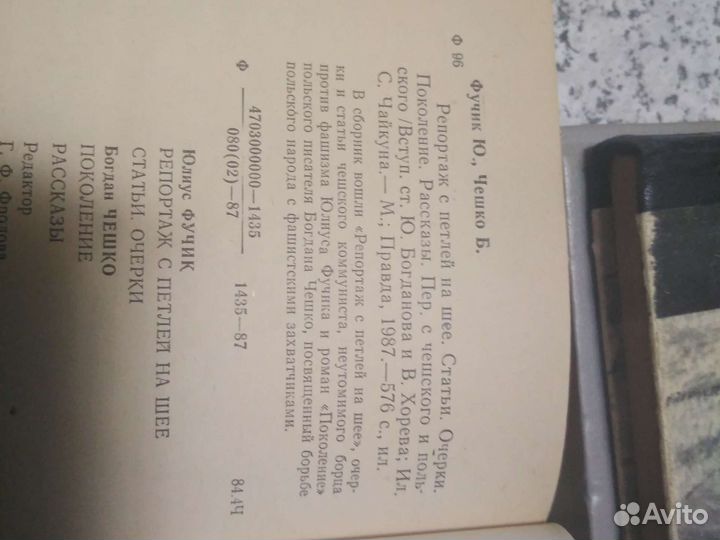 Фучик Ю., Чешко Б.
Ф 96
Репортаж с петлей на шее. Статьи. Очерки.
Поколение. Рассказы. Пер. с чешского и поль-
ского /Вступ. ст. Ю. Богданова и В. Хорева; Ил.
С. Чайкуна.— М.; Правда, 1987.—576 с., ил.
В сборник вошли «Репортаж с петлей на шее», очер-
ки и статьи чешского коммуниста, неутомимого борца
против фашизма Юлиуса Фучика и роман «Поколение»
польского писателя Богдана Чешко, посвященный борьбе
польского народа с фашистскими захватчиками.
Ф 4703000000—1435 1435—87 84.4Ч
080(02)—87
Юлиус ФУЧИК
РЕПОРТАЖ С ПЕТЛЕЙ НА ШЕЕ
СТАТЬИ. ОЧЕРКИ
Богдан ЧЕШКО
ПОКОЛЕНИЕ
РАССКАЗЫ
Редактор
Г. Ф. Фролова
Avito